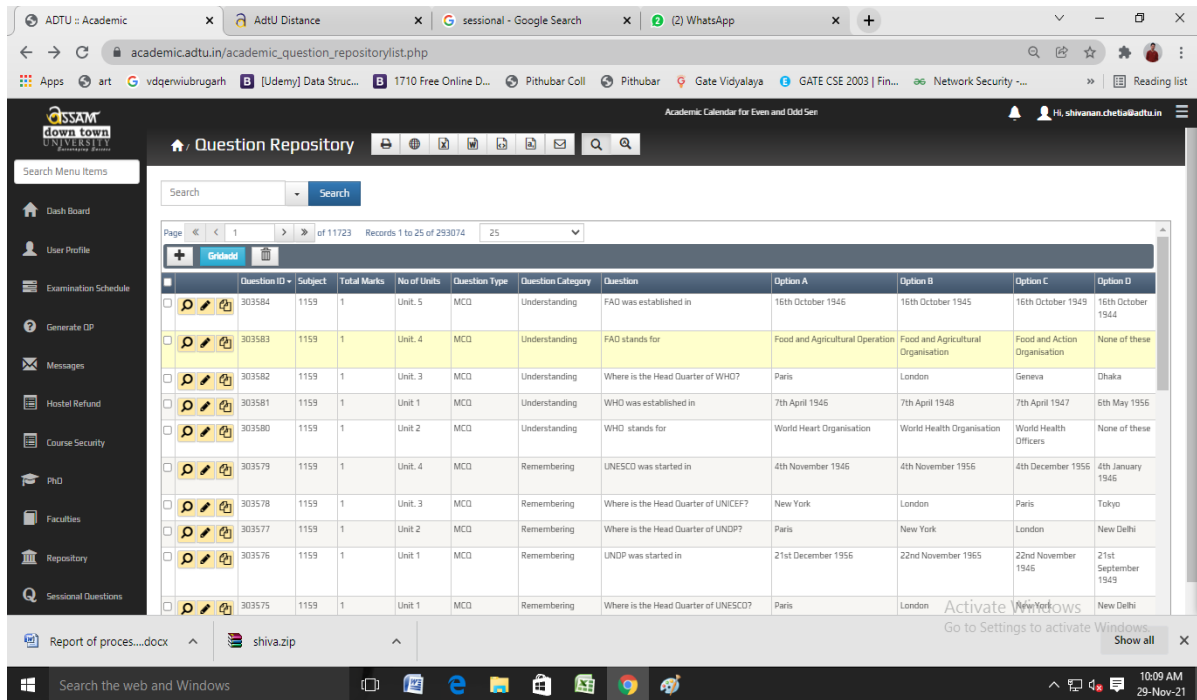 ADTU :: Academic
AdtU Distance
sessional - Google Search
(2) WhatsApp
academic.adtu.in/academic_question_repositorylist.php
Apps art vdqerwiubrugarh [Udemy] Data Struc... 1710 Free Online D... Pithubar Coll Pithubar Gate Vidyalaya GATE CSE 2003 | Fin... Network Security -... » Reading list
ASSAM
down town
UNIVERSITY
Academic Calendar for Even and Odd Sem
Hi, shivanan.chetia@adtu.in
/ Question Repository
Search Menu Items
Search Search
Dash Board
User Profile
Examination Schedule
Generate QP
Messages
Hostel Refund
Course Security
PhD
Faculties
Repository
Sessional Questions
Page 1 of 11723 Records 1 to 25 of 293074 25
Gridadd
Question ID Subject Total Marks No of Units Question Type Question Category Question Option A Option B Option C Option D
303584 1159 1 Unit. 5 MCQ Understanding FAO was established in 16th October 1946 16th October 1945 16th October 1949 16th October
1944
303583 1159 1 Unit. 4 MCQ Understanding FAO stands for Food and Agricultural Operation Food and Agricultural Food and Action None of these
Organisation Organisation
303582 1159 1 Unit. 3 MCQ Understanding Where is the Head Quarter of WHO? Paris London Geneva Dhaka
303581 1159 1 Unit 1 MCQ Understanding WHO was established in 7th April 1946 7th April 1948 7th April 1947 6th May 1956
303580 1159 1 Unit 2 MCQ Understanding WHO stands for World Heart Organisation World Health Organisation World Health None of these
Officers
303579 1159 1 Unit. 4 MCQ Remembering UNESCO was started in 4th November 1946 4th November 1956 4th December 1956 4th January
1946
303578 1159 1 Unit. 3 MCQ Remembering Where is the Head Quarter of UNICEF? New York London Paris Tokyo
303577 1159 1 Unit 2 MCQ Remembering Where is the Head Quarter of UNDP? Paris New York London New Delhi
303576 1159 1 Unit 1 MCQ Remembering UNDP was started in 21st December 1956 22nd November 1965 22nd November 21st
1946 September
1949
303575 1159 1 Unit 1 MCQ Remembering Where is the Head Quarter of UNESCO? Paris London New York New Delhi
Activate Windows
Go to Settings to activate Windows.
Report of proces....docx
shiva.zip
Show all
Search the web and Windows
10:09 AM
29-Nov-21